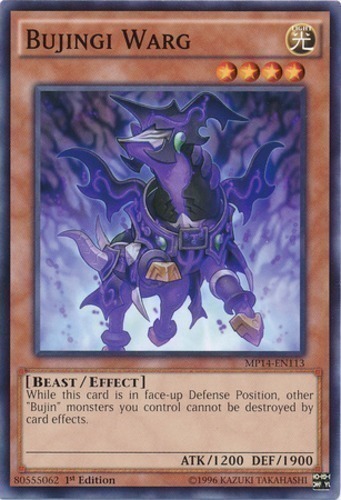 Bujingi Warg
光
MP14-EN113
[Beast / Effect]
While this card is in face-up Defense Position, other
"Bujin" monsters you control cannot be destroyed by
card effects.
ATK/1200 DEF/1900
80555062 1st Edition ©1996 KAZUKI TAKAHASHI